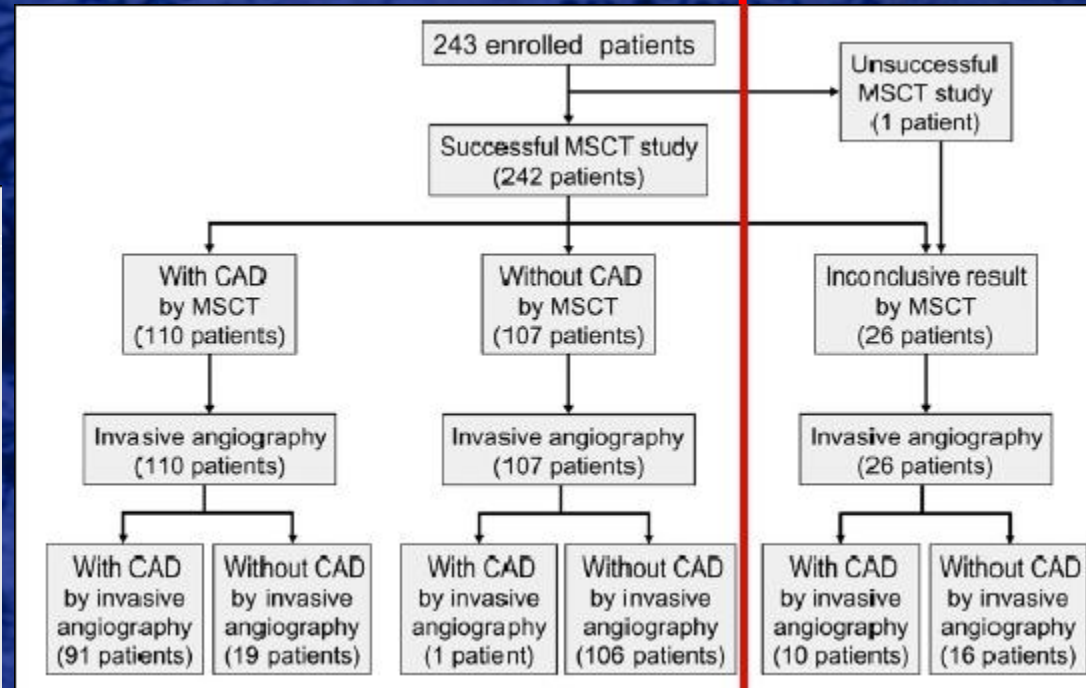 243 enrolled patients
Unsuccessful
MSCT study
(1 patient)
Successful MSCT study
(242 patients)
With CAD
by MSCT
(110 patients)
Without CAD
by MSCT
(107 patients)
Inconclusive result
by MSCT
(26 patients)
Invasive angiography
(110 patients)
Invasive angiography
(107 patients)
Invasive angiography
(26 patients)
With CAD
by invasive
angiography
(91 patients)
Without CAD
by invasive
angiography
(19 patients)
With CAD
by invasive
angiography
(1 patient)
Without CAD
by invasive
angiography
(106 patients)
With CAD
by invasive
angiography
(10 patients)
Without CAD
by invasive
angiography
(16 patients)